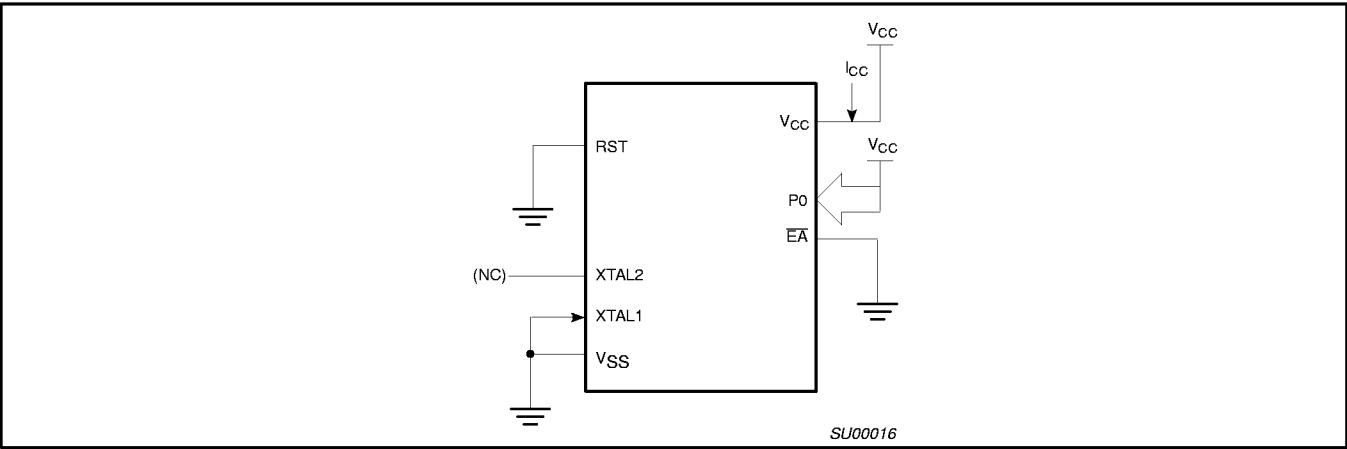 VCC
ICC
VCC
RST
VCC
P0
EA
(NC)
XTAL2
XTAL1
VSS
SU00016